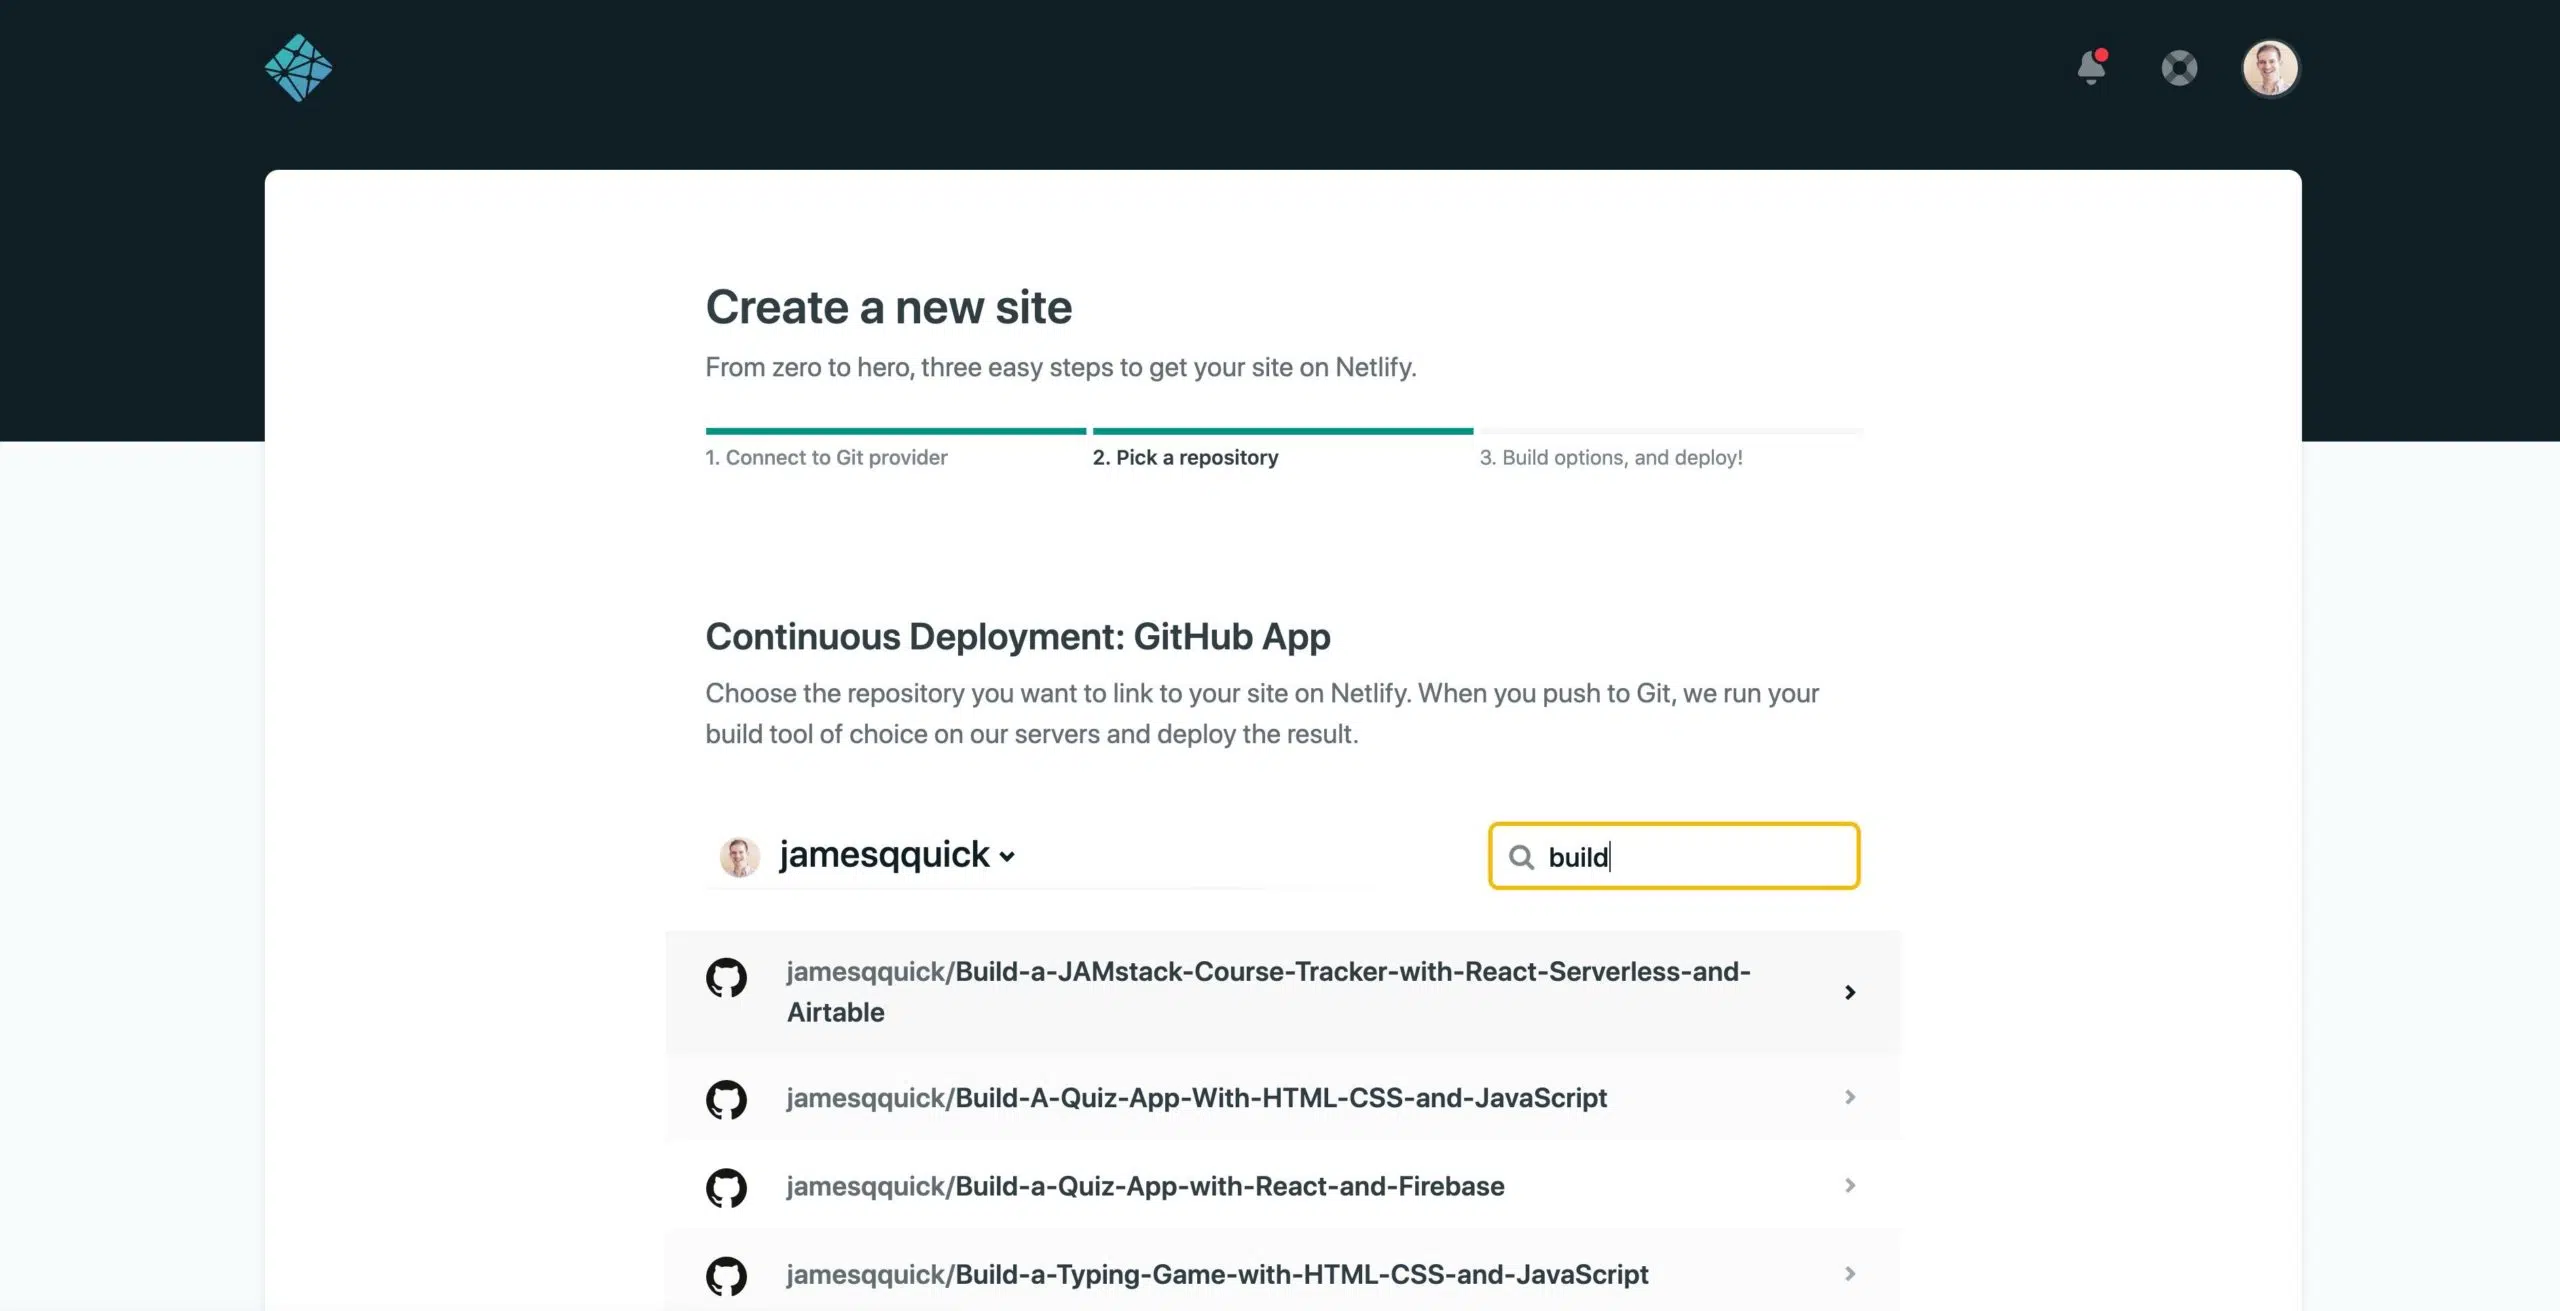 Create a new site
From zero to hero, three easy steps to get your site on Netlify.
1. Connect to Git provider
2. Pick a repository
3. Build options, and deploy!
Continuous Deployment: GitHub App
Choose the repository you want to link to your site on Netlify. When you push to Git, we run your
build tool of choice on our servers and deploy the result.
jamesqquick
build
jamesqquick/Build-a-JAMstack-Course-Tracker-with-React-Serverless-and-
Airtable
jamesqquick/Build-A-Quiz-App-With-HTML-CSS-and-JavaScript
jamesqquick/Build-a-Quiz-App-with-React-and-Firebase
jamesqquick/Build-a-Typing-Game-with-HTML-CSS-and-JavaScript